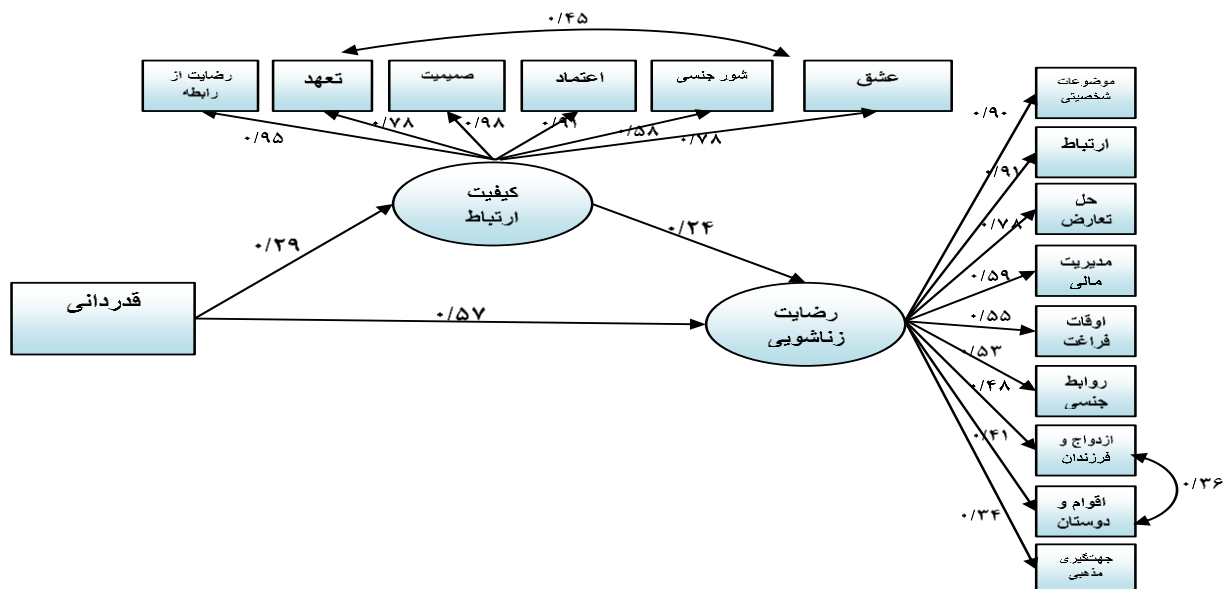 ۰/۴۵
عشق
شور جنسی
اعتماد
صمیمیت
تعهد
رضایت از
رابطه
۰/۷۸
۰/۵۸
۰/۹۱
۰/۹۸
۰/۷۸
۰/۹۵
کیفیت
ارتباط
۰/۲۹
۰/۲۴
قدردانی
۰/۵۷
رضایت
زناشویی
موضوعات
شخصیتی
۰/۹۰
ارتباط
۰/۹۱
حل
تعارض
۰/۷۸
مدیریت
مالی
۰/۵۹
اوقات
فراغت
۰/۵۵
روابط
جنسی
۰/۵۳
ازدواج و
فرزندان
۰/۴۸
اقوام و
دوستان
۰/۴۱
جهتگیری
مذهبی
۰/۳۴
۰/۳۶